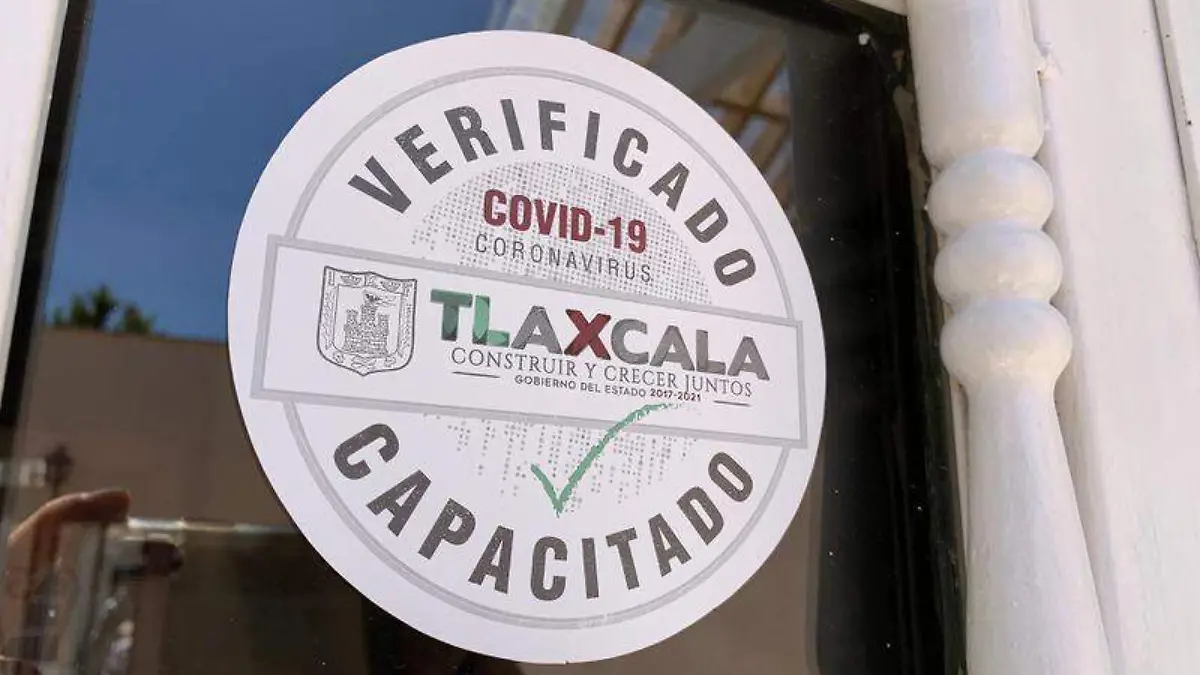 VERIFICADO
COVID-19
CORONAVIRUS
TLAXCALA
CONSTRUIR Y CRECER JUNTOS
GOBIERNO DEL ESTADO 2017-2021
CAPACITADO